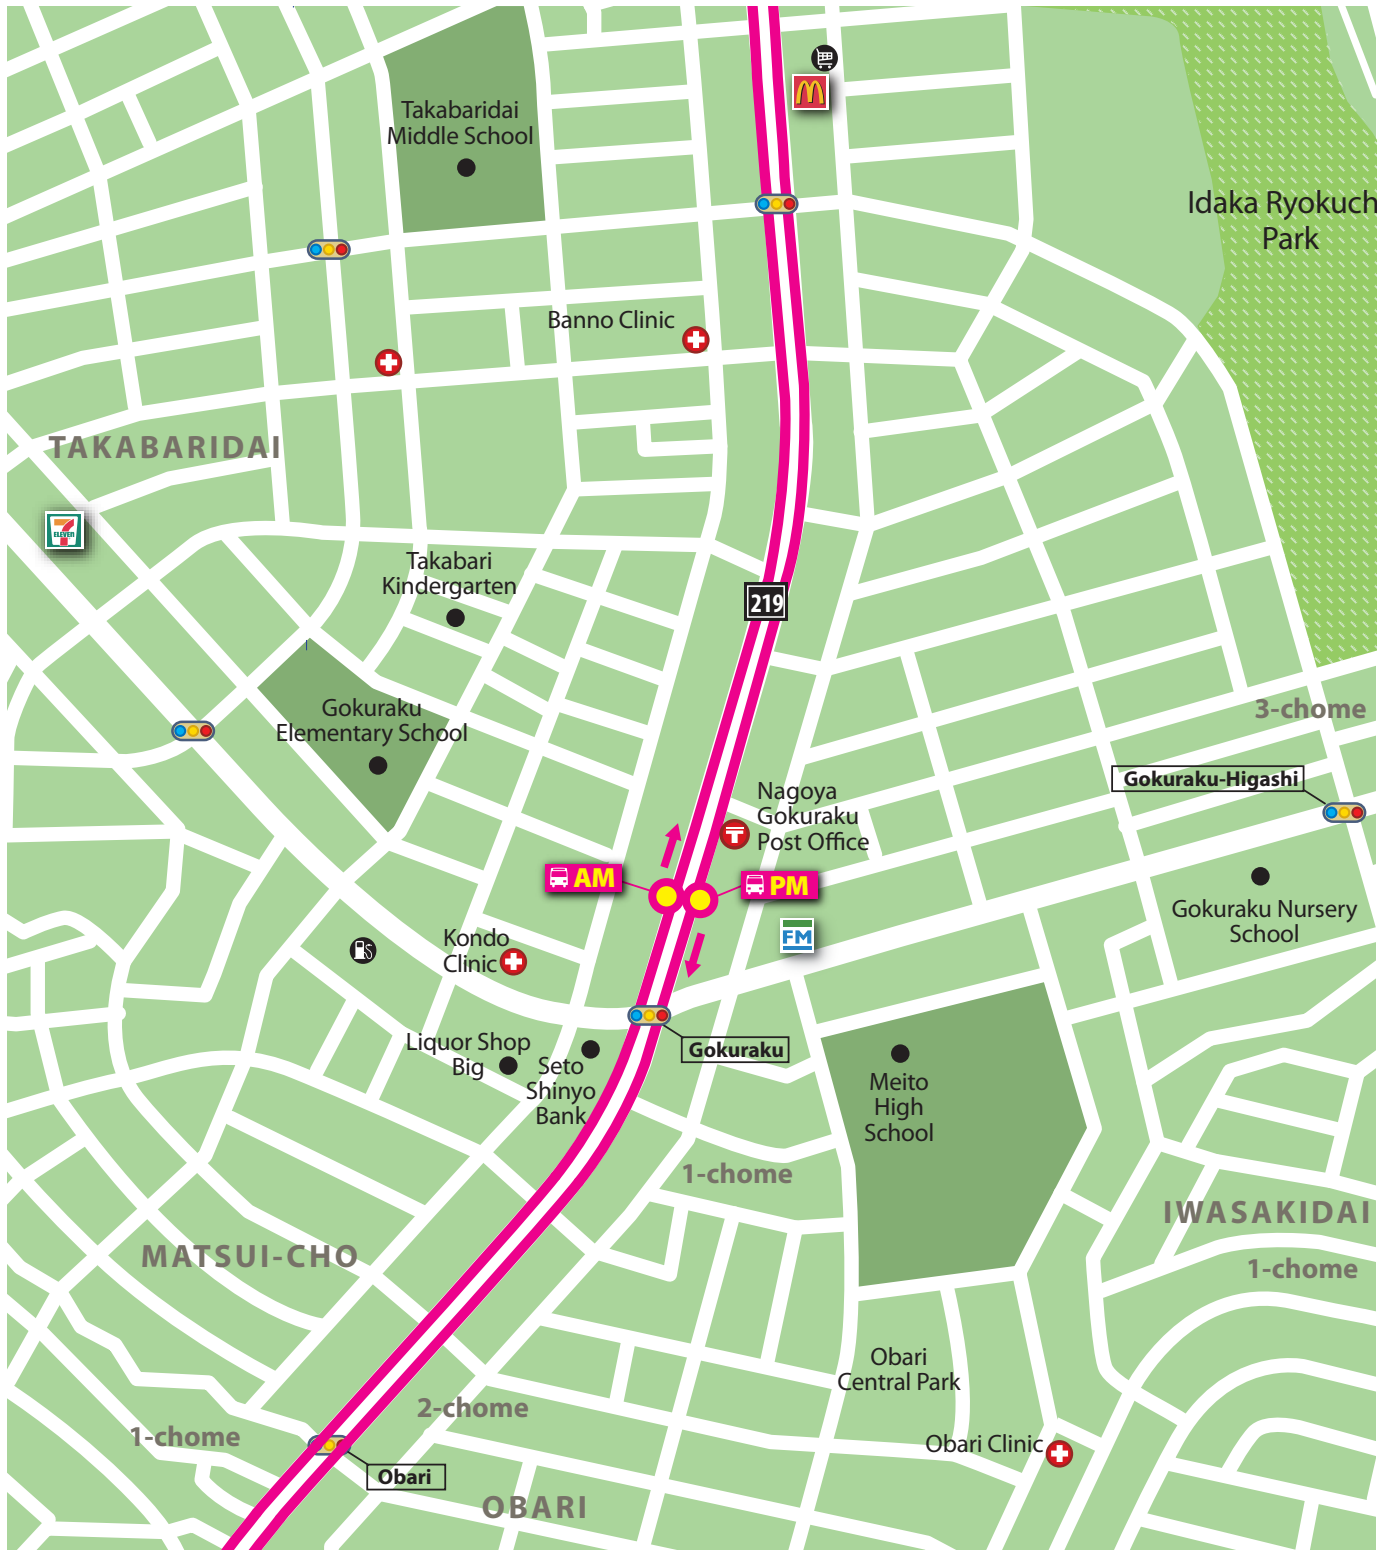 Takabaridai
Middle School
Idaka Ryokuch
Park
Banno Clinic
TAKABARIDAI
7
ELEVEN
Takabari
Kindergarten
219
Gokuraku
Elementary School
3-chome
Gokuraku-Higashi
Nagoya
Gokuraku
Post Office
AM
PM
Gokuraku Nursery
School
FM
Kondo
Clinic
Liquor Shop
Big
Seto
Shinyo
Bank
Gokuraku
Meito
High
School
1-chome
IWASAKIDAI
1-chome
MATSUI-CHO
Obari
Central Park
2-chome
1-chome
Obari Clinic
Obari
OBARI